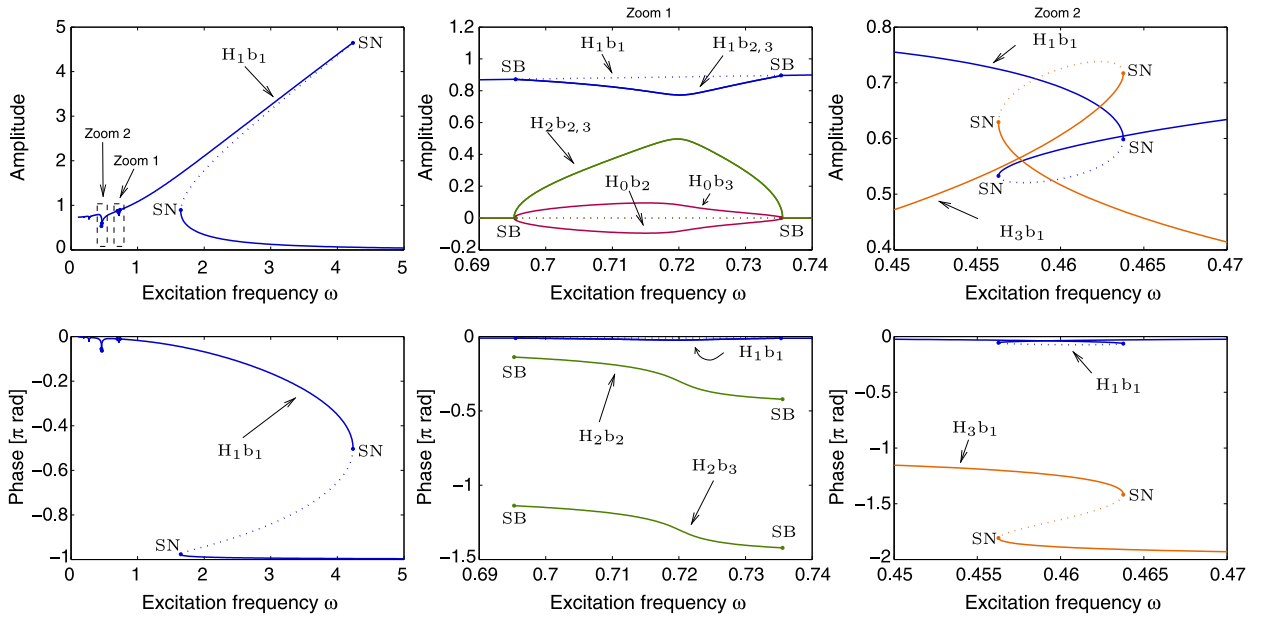 5
4
3
2
1
0
0
1
2
3
4
5
Amplitude
Excitation frequency ω
H₁b₁
SN
SN
Zoom 2
Zoom 1
Zoom 1
1.2
1
0.8
0.6
0.4
0.2
0
−0.2
0.69
0.7
0.71
0.72
0.73
0.74
Amplitude
Excitation frequency ω
SB
H₁b₁
H₁b₂,₃
SB
H₂b₂,₃
H₀b₂
H₀b₃
SB
SB
Zoom 2
0.8
0.7
0.6
0.5
0.4
0.45
0.455
0.46
0.465
0.47
Amplitude
Excitation frequency ω
H₁b₁
SN
SN
SN
SN
H₃b₁
0
−0.2
−0.4
−0.6
−0.8
−1
0
1
2
3
4
5
Phase [π rad]
Excitation frequency ω
H₁b₁
SN
SN
0
−0.5
−1
−1.5
0.69
0.7
0.71
0.72
0.73
0.74
Phase [π rad]
Excitation frequency ω
H₁b₁
SB
SB
H₂b₂
H₂b₃
SB
SB
0
−0.5
−1
−1.5
−2
0.45
0.455
0.46
0.465
0.47
Phase [π rad]
Excitation frequency ω
H₁b₁
H₃b₁
SN
SN